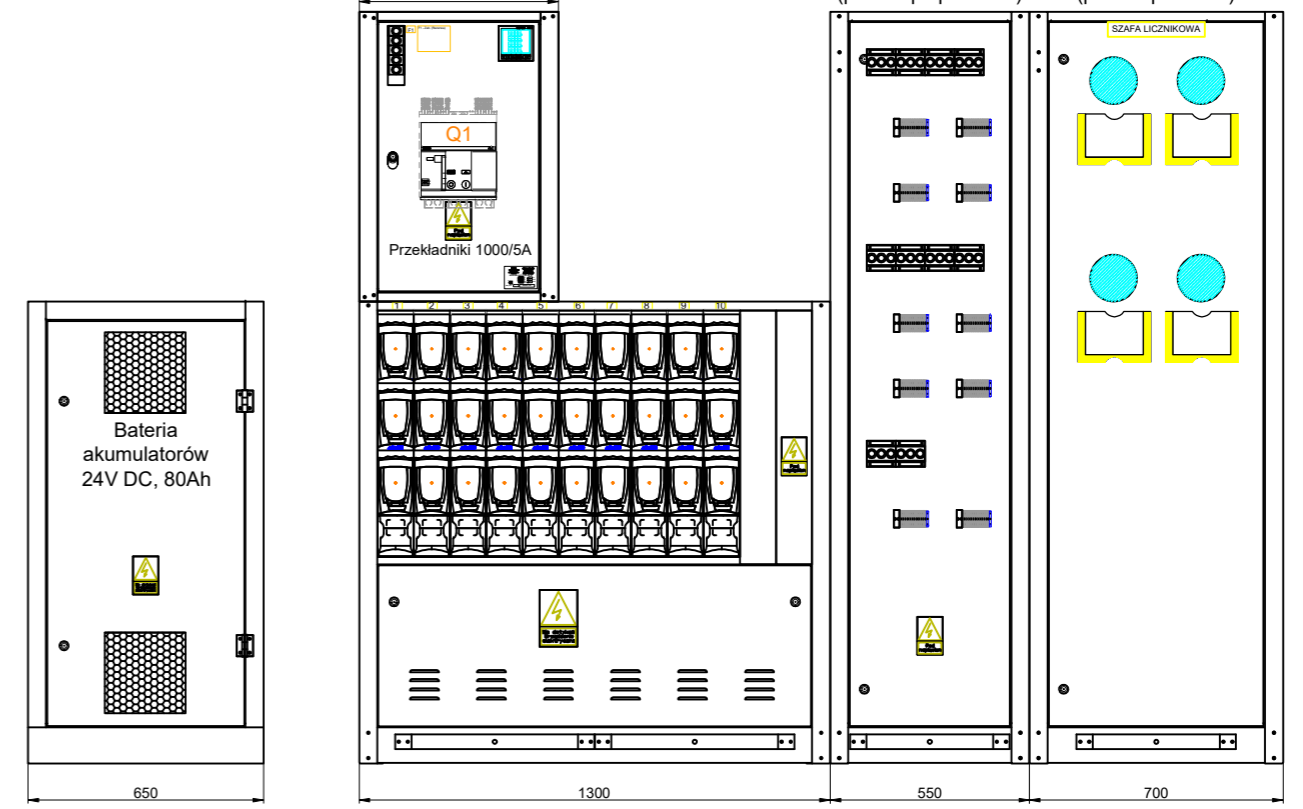 SZAFA LICZNIKOWA
Q1
Przekładniki 1000/5A
1 2 3 4 5 6 7 8 9 10
Bateria
akumulatorów
24V DC, 80Ah
650
1300
550
700